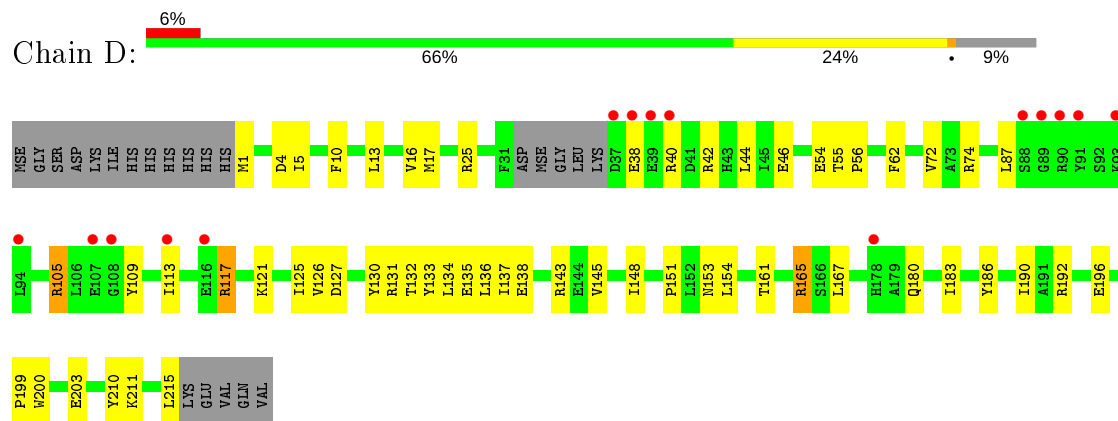 6%
Chain D:
66% 24% • 9%
MSE GLY SER ASP LYS ILE HIS HIS HIS HIS HIS HIS M1 D4 I5 F10 L13 V16 M17 R25 F31 ASP MSE GLY LEU LYS D37 E38 E39 R40 D41 R42 H43 L44 I45 E46 E54 T55 P56 F62 V72 A73 R74 L87 S88 G89 R90 Y91 S92 K93
L94 R105 L106 E107 G108 Y109 I113 E116 R117 K121 I125 V126 D127 Y130 R131 T132 Y133 L134 E135 L136 I137 E138 R143 E144 V145 I148 P151 L152 N153 L154 T161 R165 S166 L167 H178 A179 Q180 I183 Y186 I190 A191 R192 E196
P199 W200 E203 Y210 K211 L215 LYS GLU VAL GLN VAL